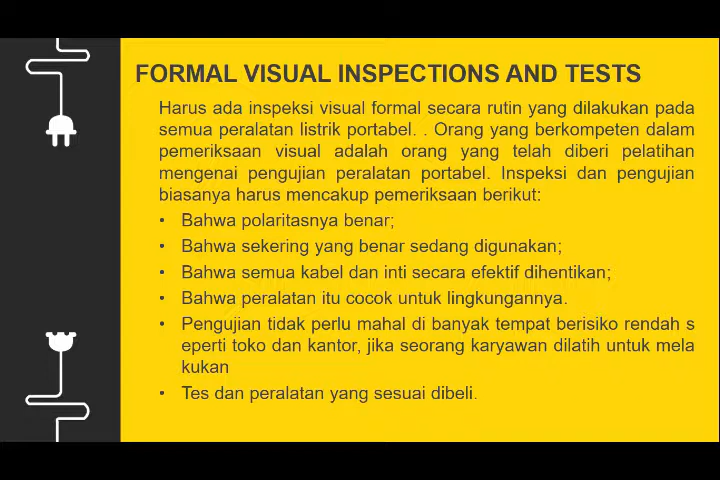 FORMAL VISUAL INSPECTIONS AND TESTS
Harus ada inspeksi visual formal secara rutin yang dilakukan pada
semua peralatan listrik portabel. . Orang yang berkompeten dalam
pemeriksaan visual adalah orang yang telah diberi pelatihan
mengenai pengujian peralatan portabel. Inspeksi dan pengujian
biasanya harus mencakup pemeriksaan berikut:
• Bahwa polaritasnya benar;
• Bahwa sekering yang benar sedang digunakan;
• Bahwa semua kabel dan inti secara efektif dihentikan;
• Bahwa peralatan itu cocok untuk lingkungannya.
• Pengujian tidak perlu mahal di banyak tempat berisiko rendah s
eperti toko dan kantor, jika seorang karyawan dilatih untuk mela
kukan
• Tes dan peralatan yang sesuai dibeli.